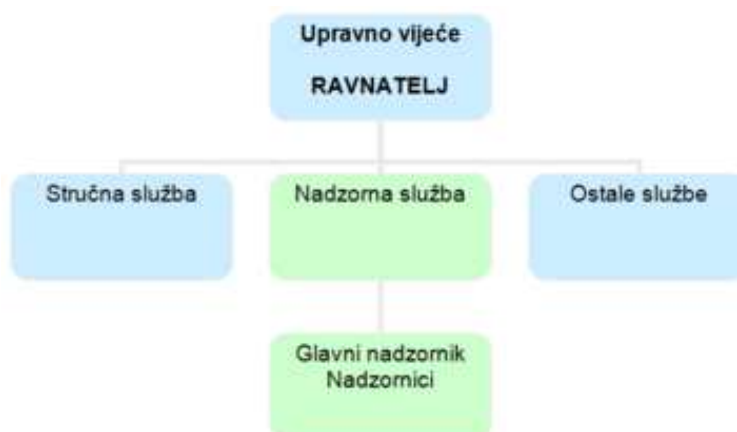 Upravno vijeće
RAVNATELJ
Stručna služba
Nadzorna služba
Ostale službe
Glavni nadzornik
Nadzornici